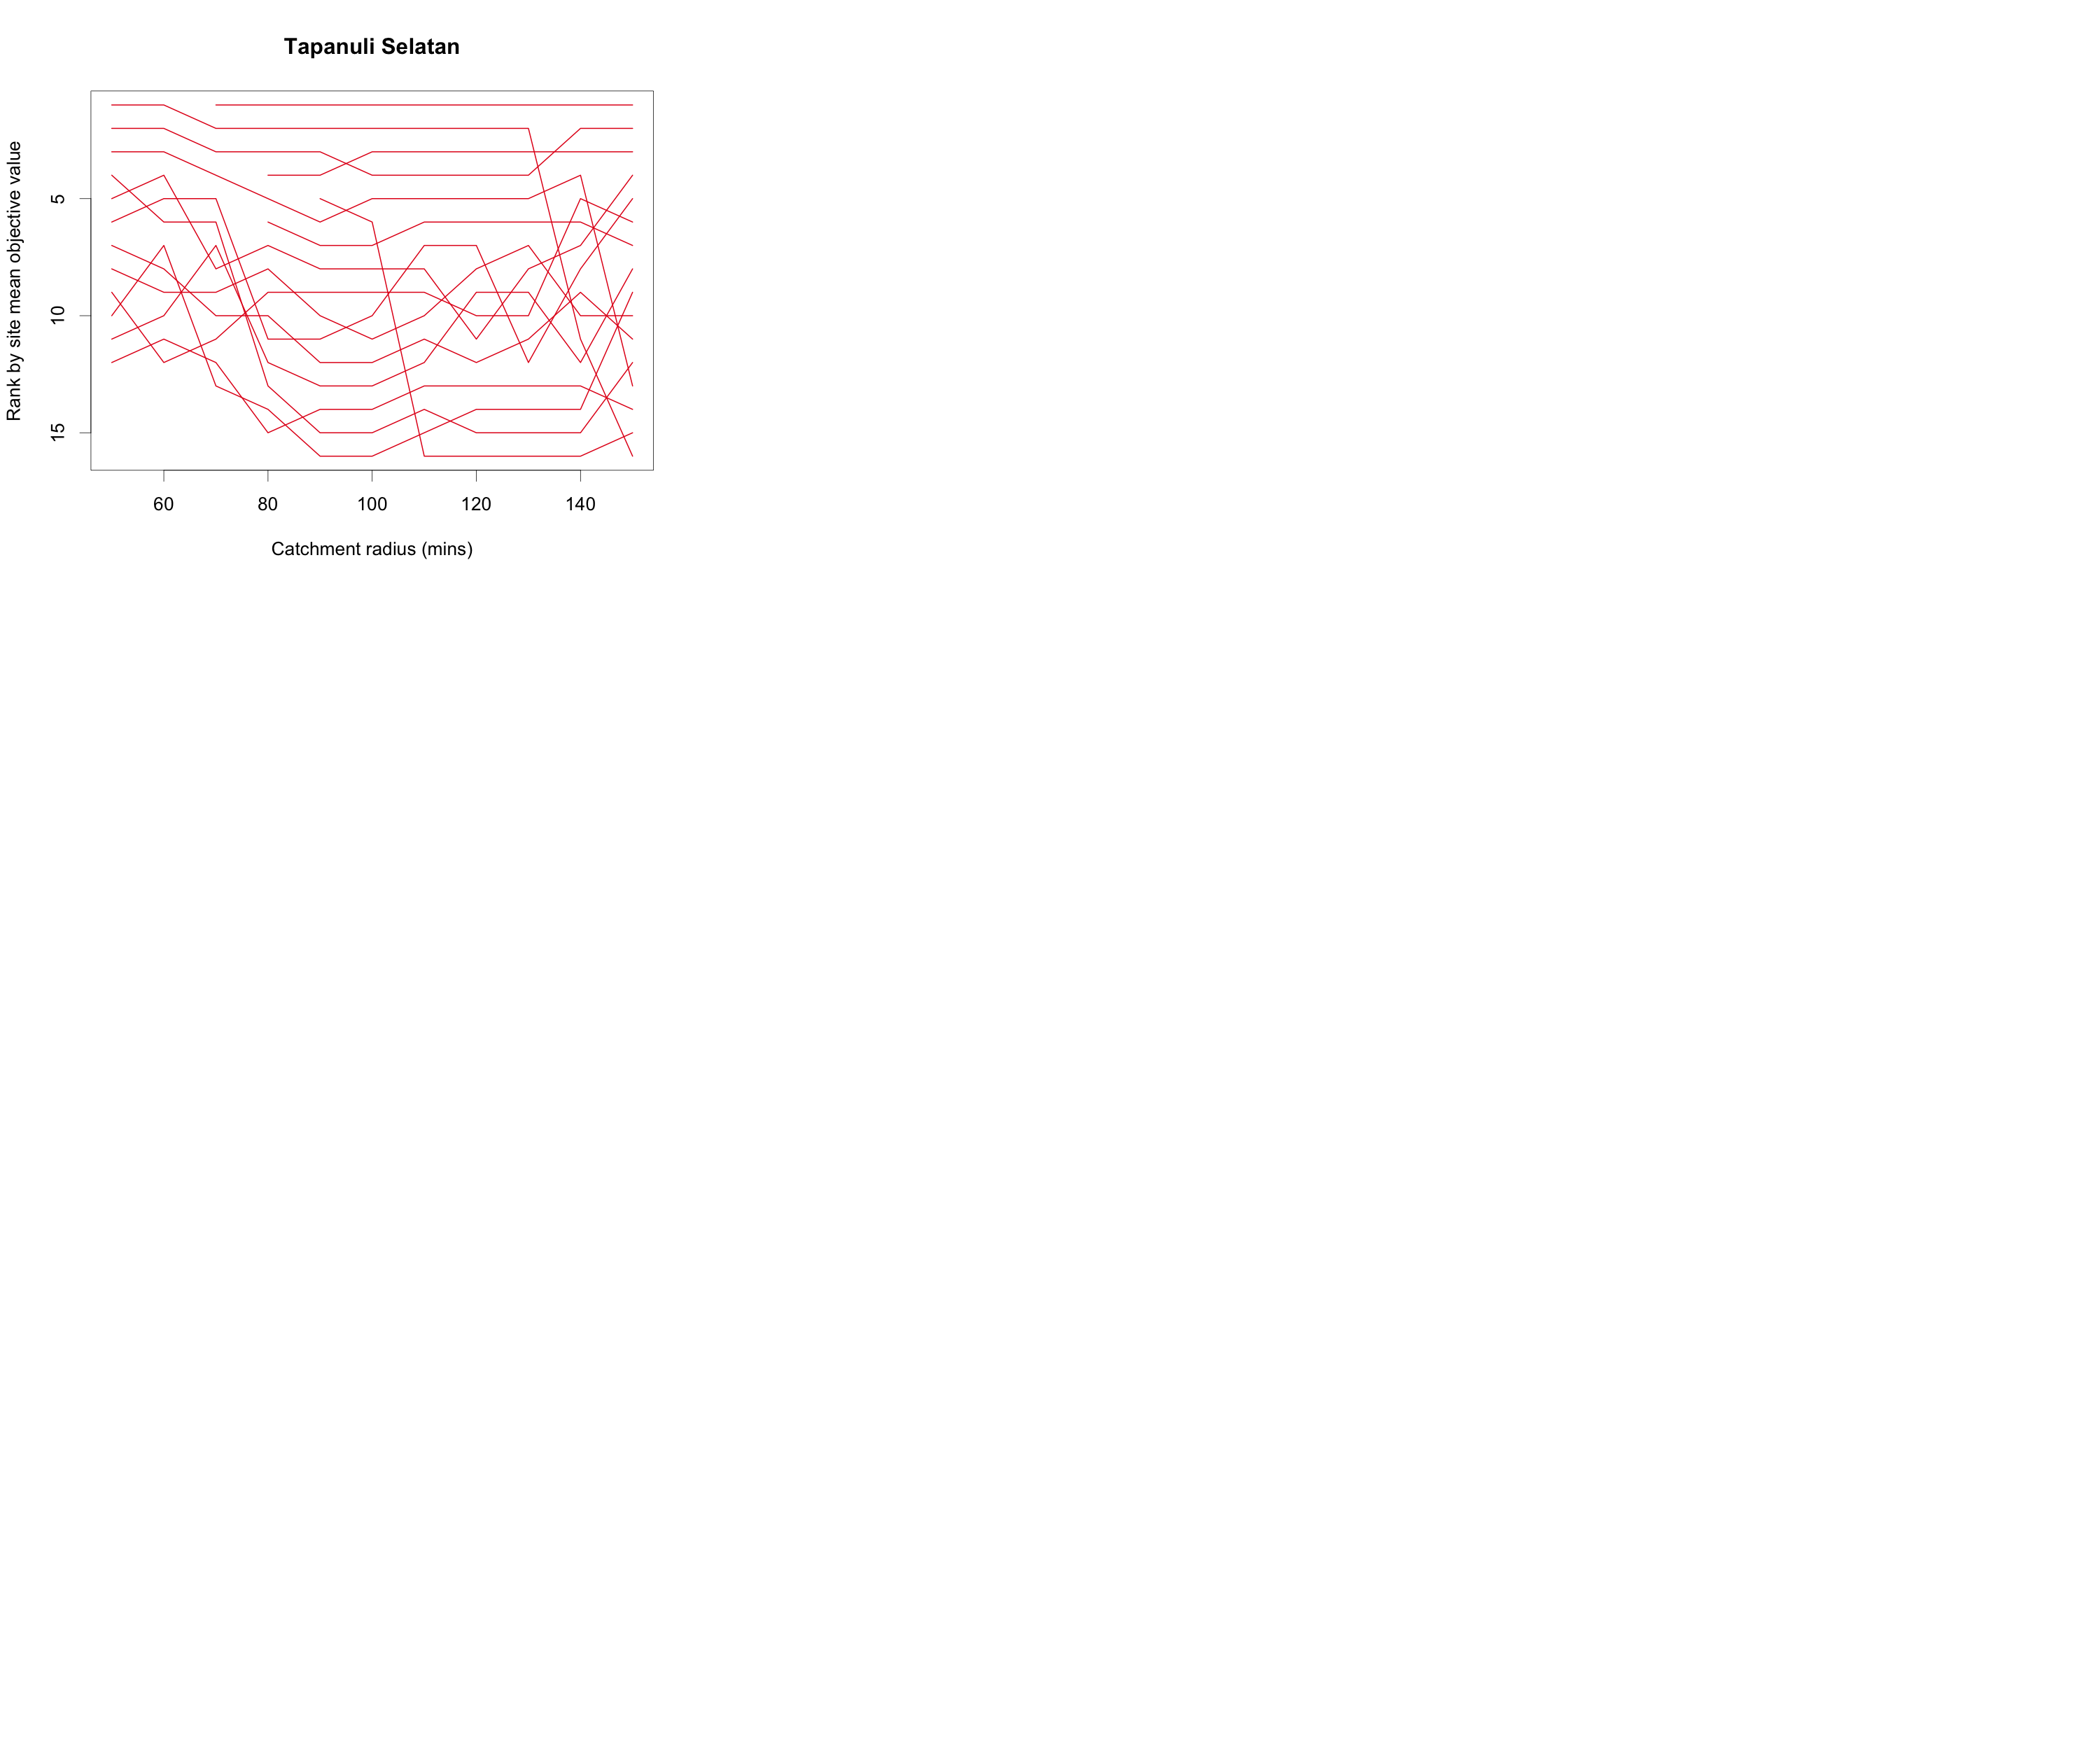 Tapanuli Selatan
Rank by site mean objective value
5
10
15
60 80 100 120 140
Catchment radius (mins)